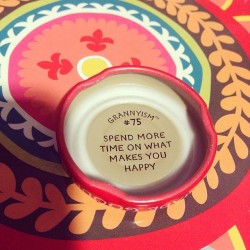 GRANNYISM™
#75
SPEND MORE
TIME ON WHAT
MAKES YOU
HAPPY